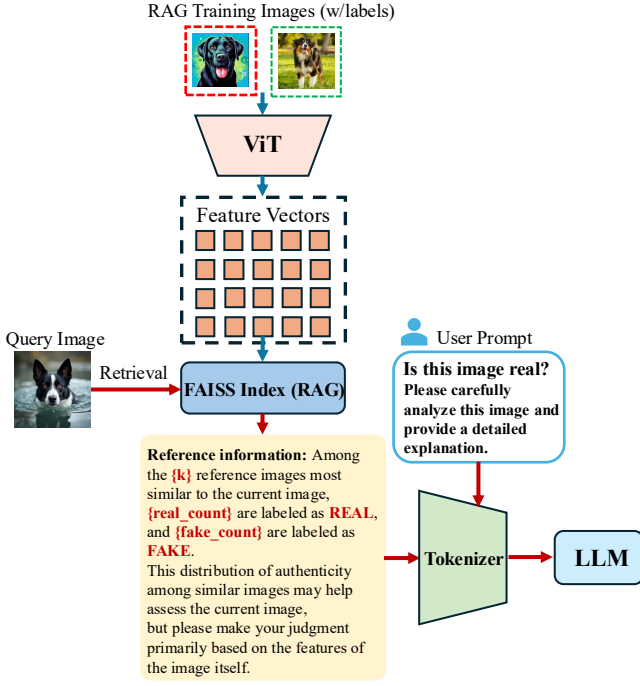 RAG Training Images (w/labels)
ViT
Feature Vectors
Query Image
Retrieval
FAISS Index (RAG)
User Prompt
Is this image real?
Please carefully
analyze this image and
provide a detailed
explanation.
Reference information: Among
the {k} reference images most
similar to the current image,
{real_count} are labeled as REAL,
and {fake_count} are labeled as
FAKE.
This distribution of authenticity
among similar images may help
assess the current image,
but please make your judgment
primarily based on the features of
the image itself.
Tokenizer
LLM